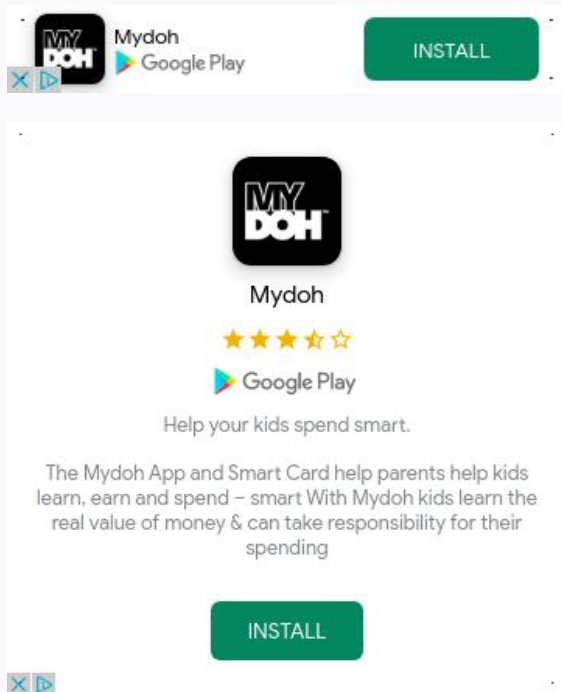 MY
DOH
Mydoh
Google Play
INSTALL
MY
DOH™
Mydoh
Google Play
Help your kids spend smart.
The Mydoh App and Smart Card help parents help kids
learn, earn and spend – smart With Mydoh kids learn the
real value of money & can take responsibility for their
spending
INSTALL